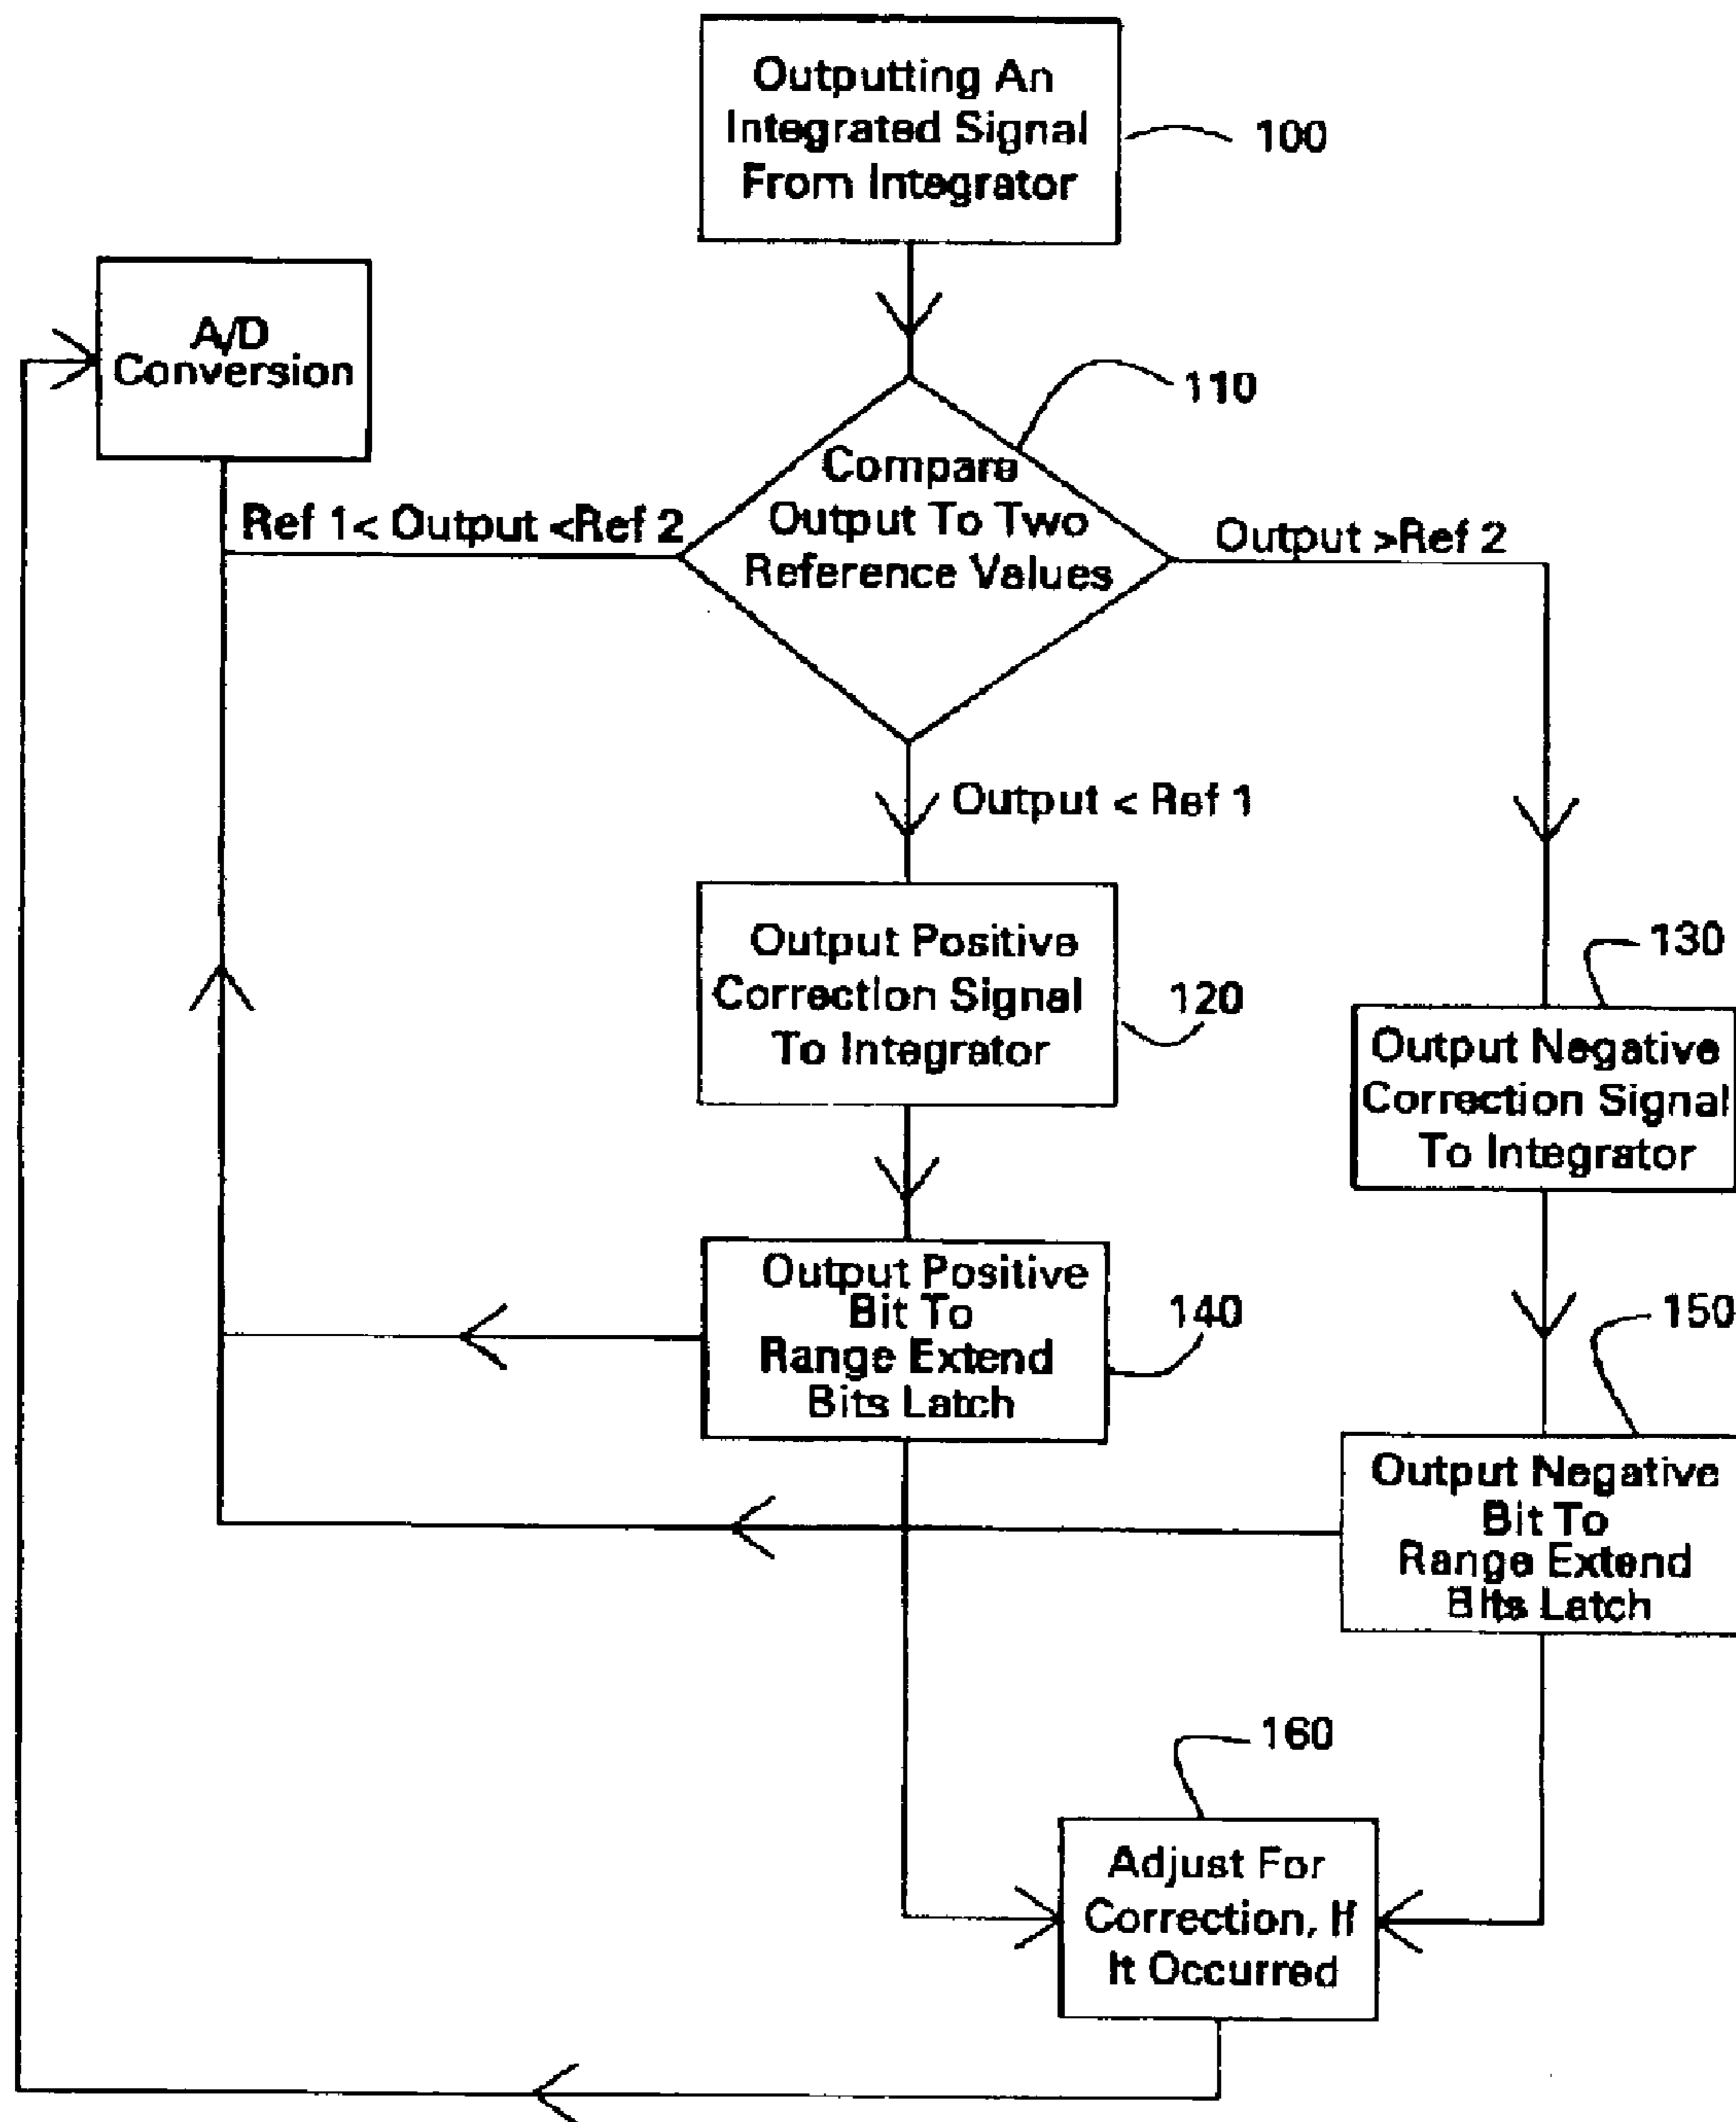 Outputting An
Integrated Signal
From Integrator
100
A/D
Conversion
110
Compare
Output To Two
Reference Values
Ref 1< Output <Ref 2
Output >Ref 2
Output < Ref 1
Output Positive
Correction Signal
To Integrator
120
130
Output Negative
Correction Signal
To Integrator
Output Positive
Bit To
Range Extend
Bits Latch
140
150
Output Negative
Bit To
Range Extend
Bits Latch
160
Adjust For
Correction, If
It Occurred